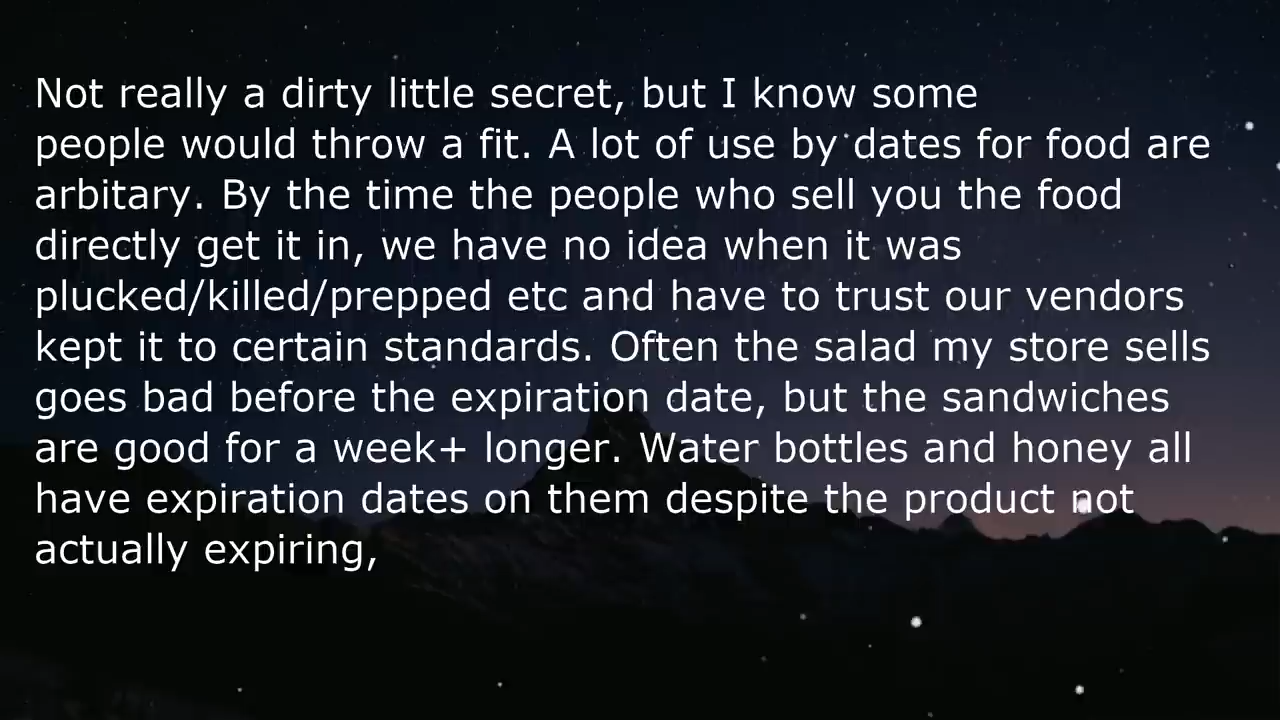 Not really a dirty little secret, but I know some
people would throw a fit. A lot of use by dates for food are
arbitary. By the time the people who sell you the food
directly get it in, we have no idea when it was
plucked/killed/prepped etc and have to trust our vendors
kept it to certain standards. Often the salad my store sells
goes bad before the expiration date, but the sandwiches
are good for a week+ longer. Water bottles and honey all
have expiration dates on them despite the product not
actually expiring,